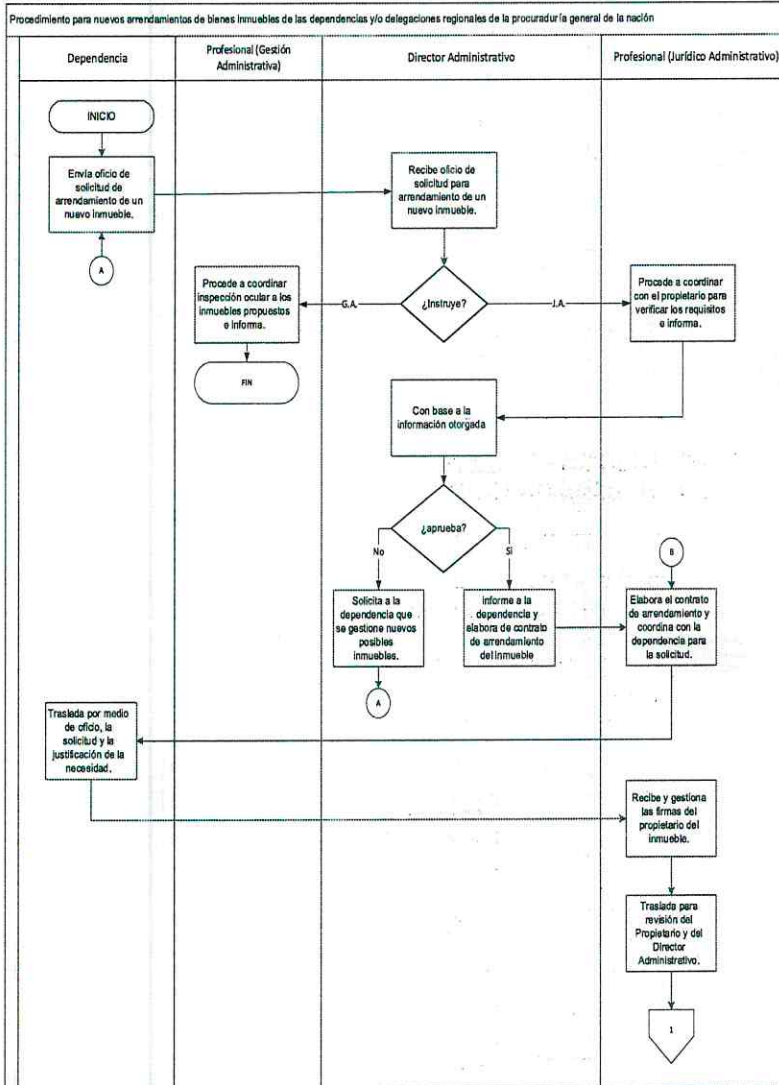 Procedimiento para nuevos arrendamientos de bienes inmuebles de las dependencias y/o delegaciones regionales de la procuraduría general de la nación
Dependencia
Profesional (Gestión
Administrativa)
Director Administrativo
Profesional (Jurídico Administrativo)
INICIO
Envía oficio de
solicitud de
arrendamiento de un
nuevo inmueble.
Recibe oficio de
solicitud para
arrendamiento de un
nuevo inmueble.
A
Procede a coordinar
inspección ocular a los
inmuebles propuestos
e informa.
G.A.
¿Instruye?
J.A.
Procede a coordinar
con el propietario para
verificar los requisitos
e informa.
FIN
Con base a la
información otorgada
¿aprueba?
No
Si
B
Solicita a la
dependencia que
se gestione nuevos
posibles
inmuebles.
informe a la
dependencia y
elabora de contrato
de arrendamiento
del inmueble
Elabora el contrato
de arrendamiento y
coordina con la
dependencia para
la solicitud.
A
Traslada por medio
de oficio, la
solicitud y la
justificación de la
necesidad.
Recibe y gestiona
las firmas del
propietario del
inmueble.
Traslada para
revisión del
Propietario y del
Director
Administrativo.
1